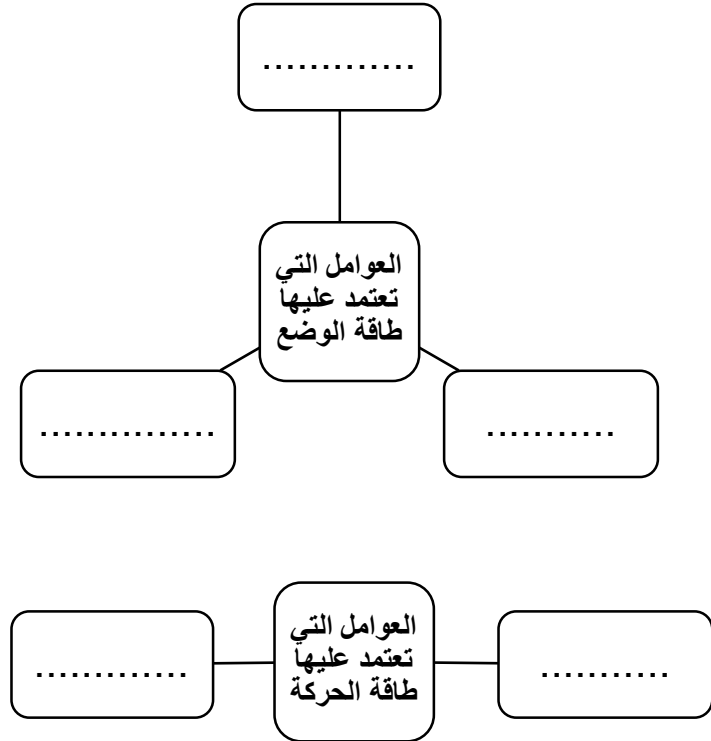 .............
العوامل التي
تعتمد عليها
طاقة الوضع
...........
...............
العوامل التي
تعتمد عليها
طاقة الحركة
...........
.............